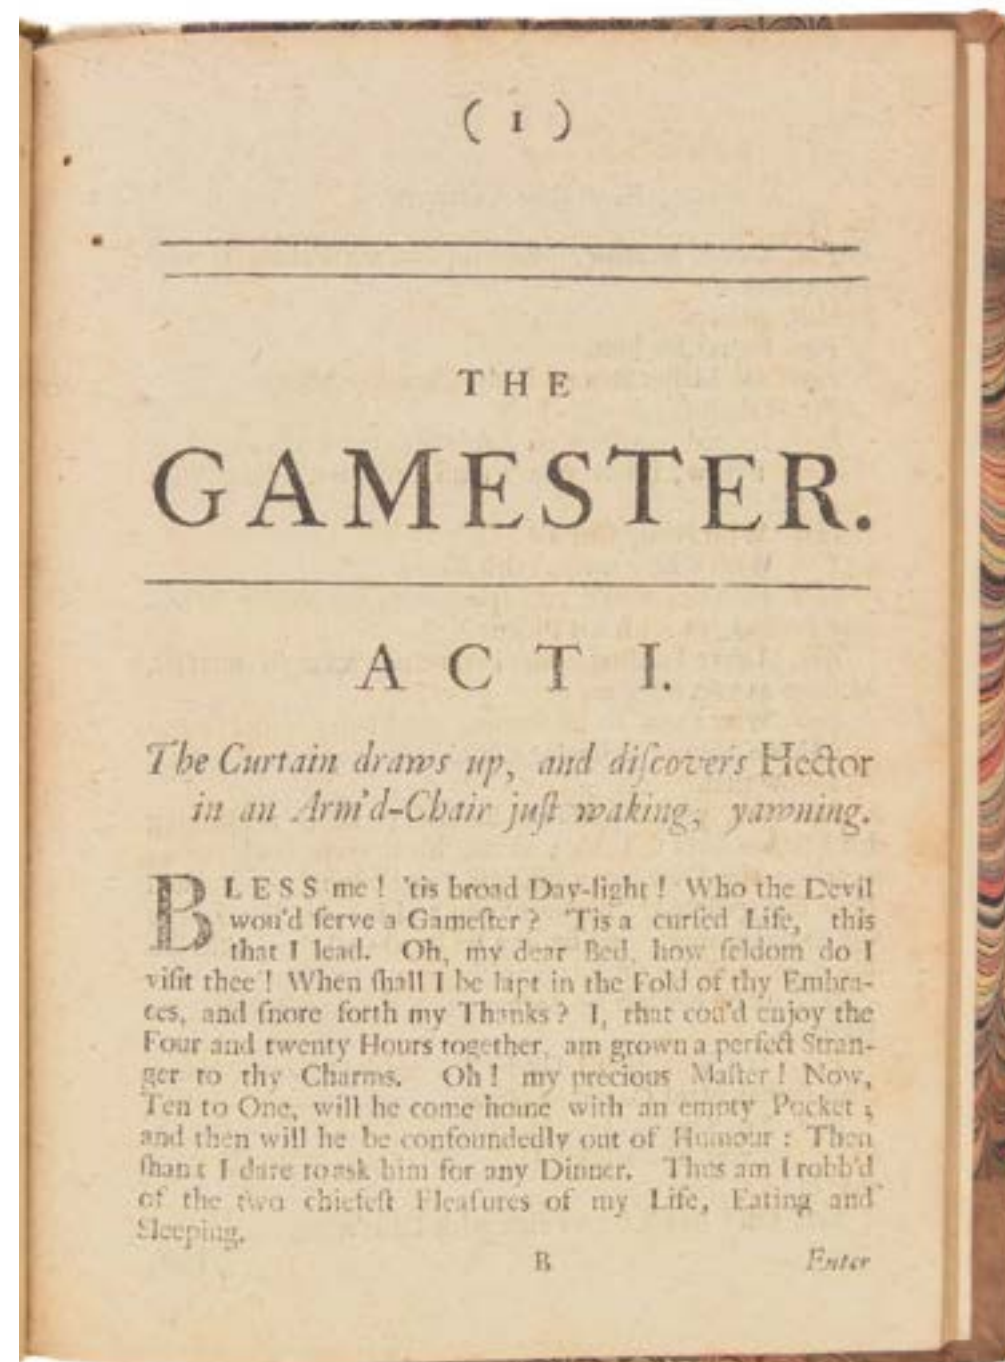 ( 1 )
THE
GAMESTER.
ACT I.
The Curtain draws up, and diſcovers Hector
in an Arm'd-Chair juſt waking, yawning.
BLESS me ! 'tis broad Day-light ! Who the Devil
wou'd ſerve a Gameſter ? 'Tis a curſed Life, this
that I lead. Oh, my dear Bed, how ſeldom do I
viſit thee ! When ſhall I be lapt in the Fold of thy Embra-
ces, and ſnore forth my Thanks ? I, that cou'd enjoy the
Four and twenty Hours together, am grown a perfect Stran-
ger to thy Charms. Oh ! my precious Maſter ! Now,
Ten to One, will he come home with an empty Pocket ;
and then will he be confoundedly out of Humour : Then
ſhan't I dare to ask him for any Dinner. Thus am I robb'd
of the two chiefeſt Pleaſures of my Life, Eating and
Sleeping.
B Enter